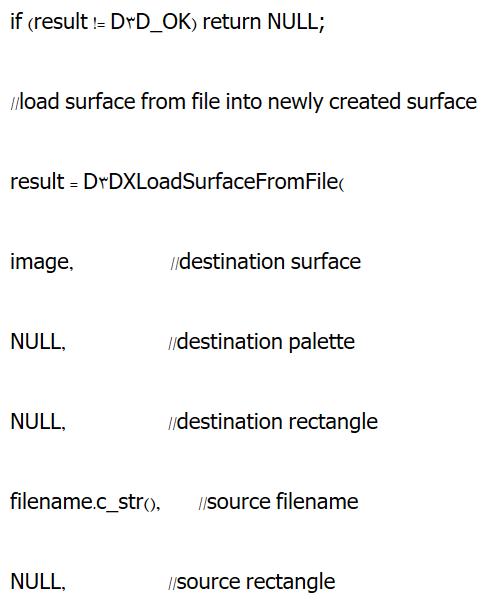 if (result != D۳D_OK) return NULL;
//load surface from file into newly created surface
result = D۳DXLoadSurfaceFromFile(
image, //destination surface
NULL, //destination palette
NULL, //destination rectangle
filename.c_str(), //source filename
NULL, //source rectangle